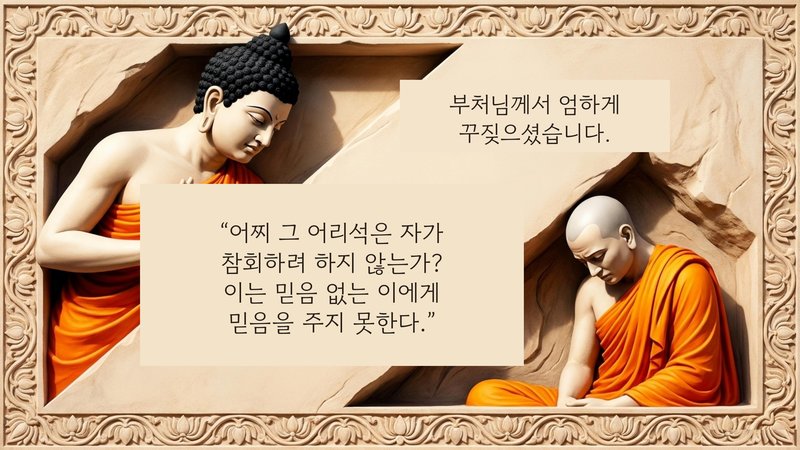 부처님께서 엄하게
꾸짖으셨습니다.
“어찌 그 어리석은 자가
참회하려 하지 않는가?
이는 믿음 없는 이에게
믿음을 주지 못한다.”